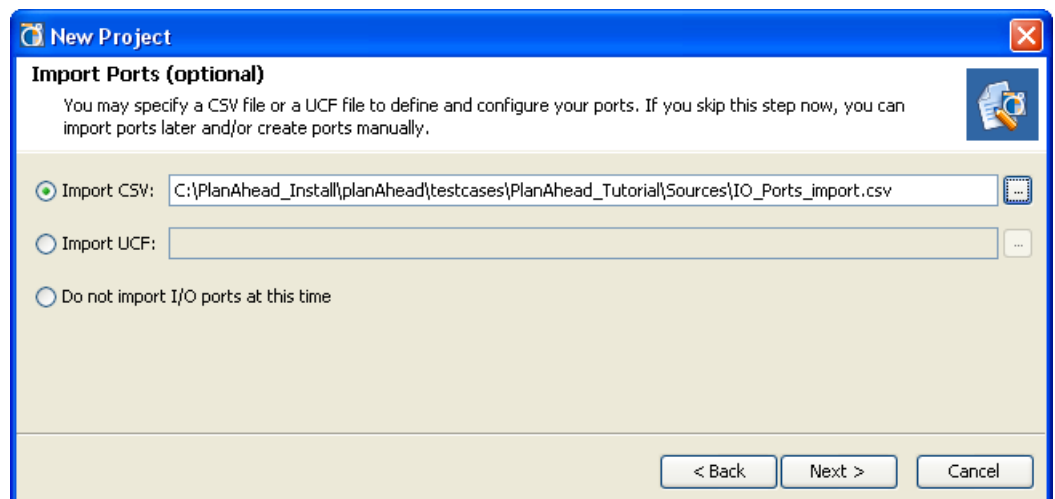 New Project
Import Ports (optional)
You may specify a CSV file or a UCF file to define and configure your ports. If you skip this step now, you can
import ports later and/or create ports manually.
Import CSV: C:\PlanAhead_Install\planAhead\testcases\PlanAhead_Tutorial\Sources\IO_Ports_import.csv ...
Import UCF: ...
Do not import I/O ports at this time
< Back Next > Cancel